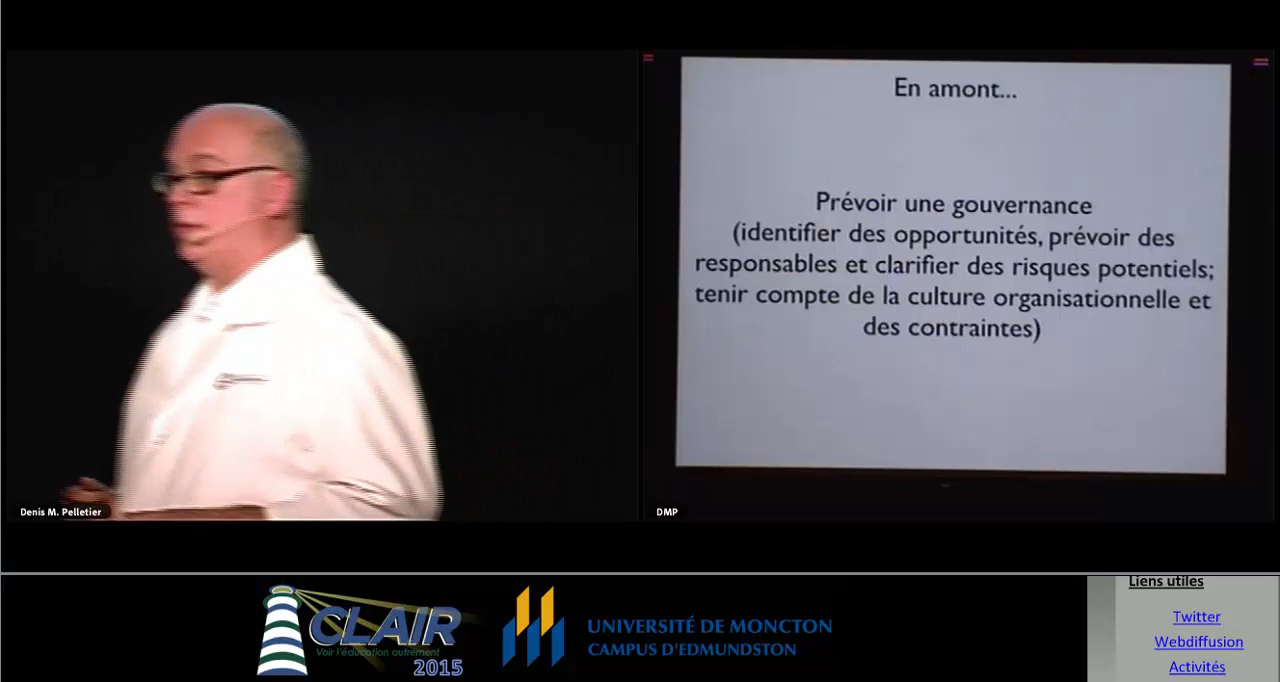 En amont...
Prévoir une gouvernance
(identifier des opportunités, prévoir des
responsables et clarifier des risques potentiels;
tenir compte de la culture organisationnelle et
des contraintes)
Denis M. Pelletier
DMP
CLAIR
Voir l'éducation autrement
2015
UNIVERSITÉ DE MONCTON
CAMPUS D'EDMUNDSTON
Liens utiles
Twitter
Webdiffusion
Activités